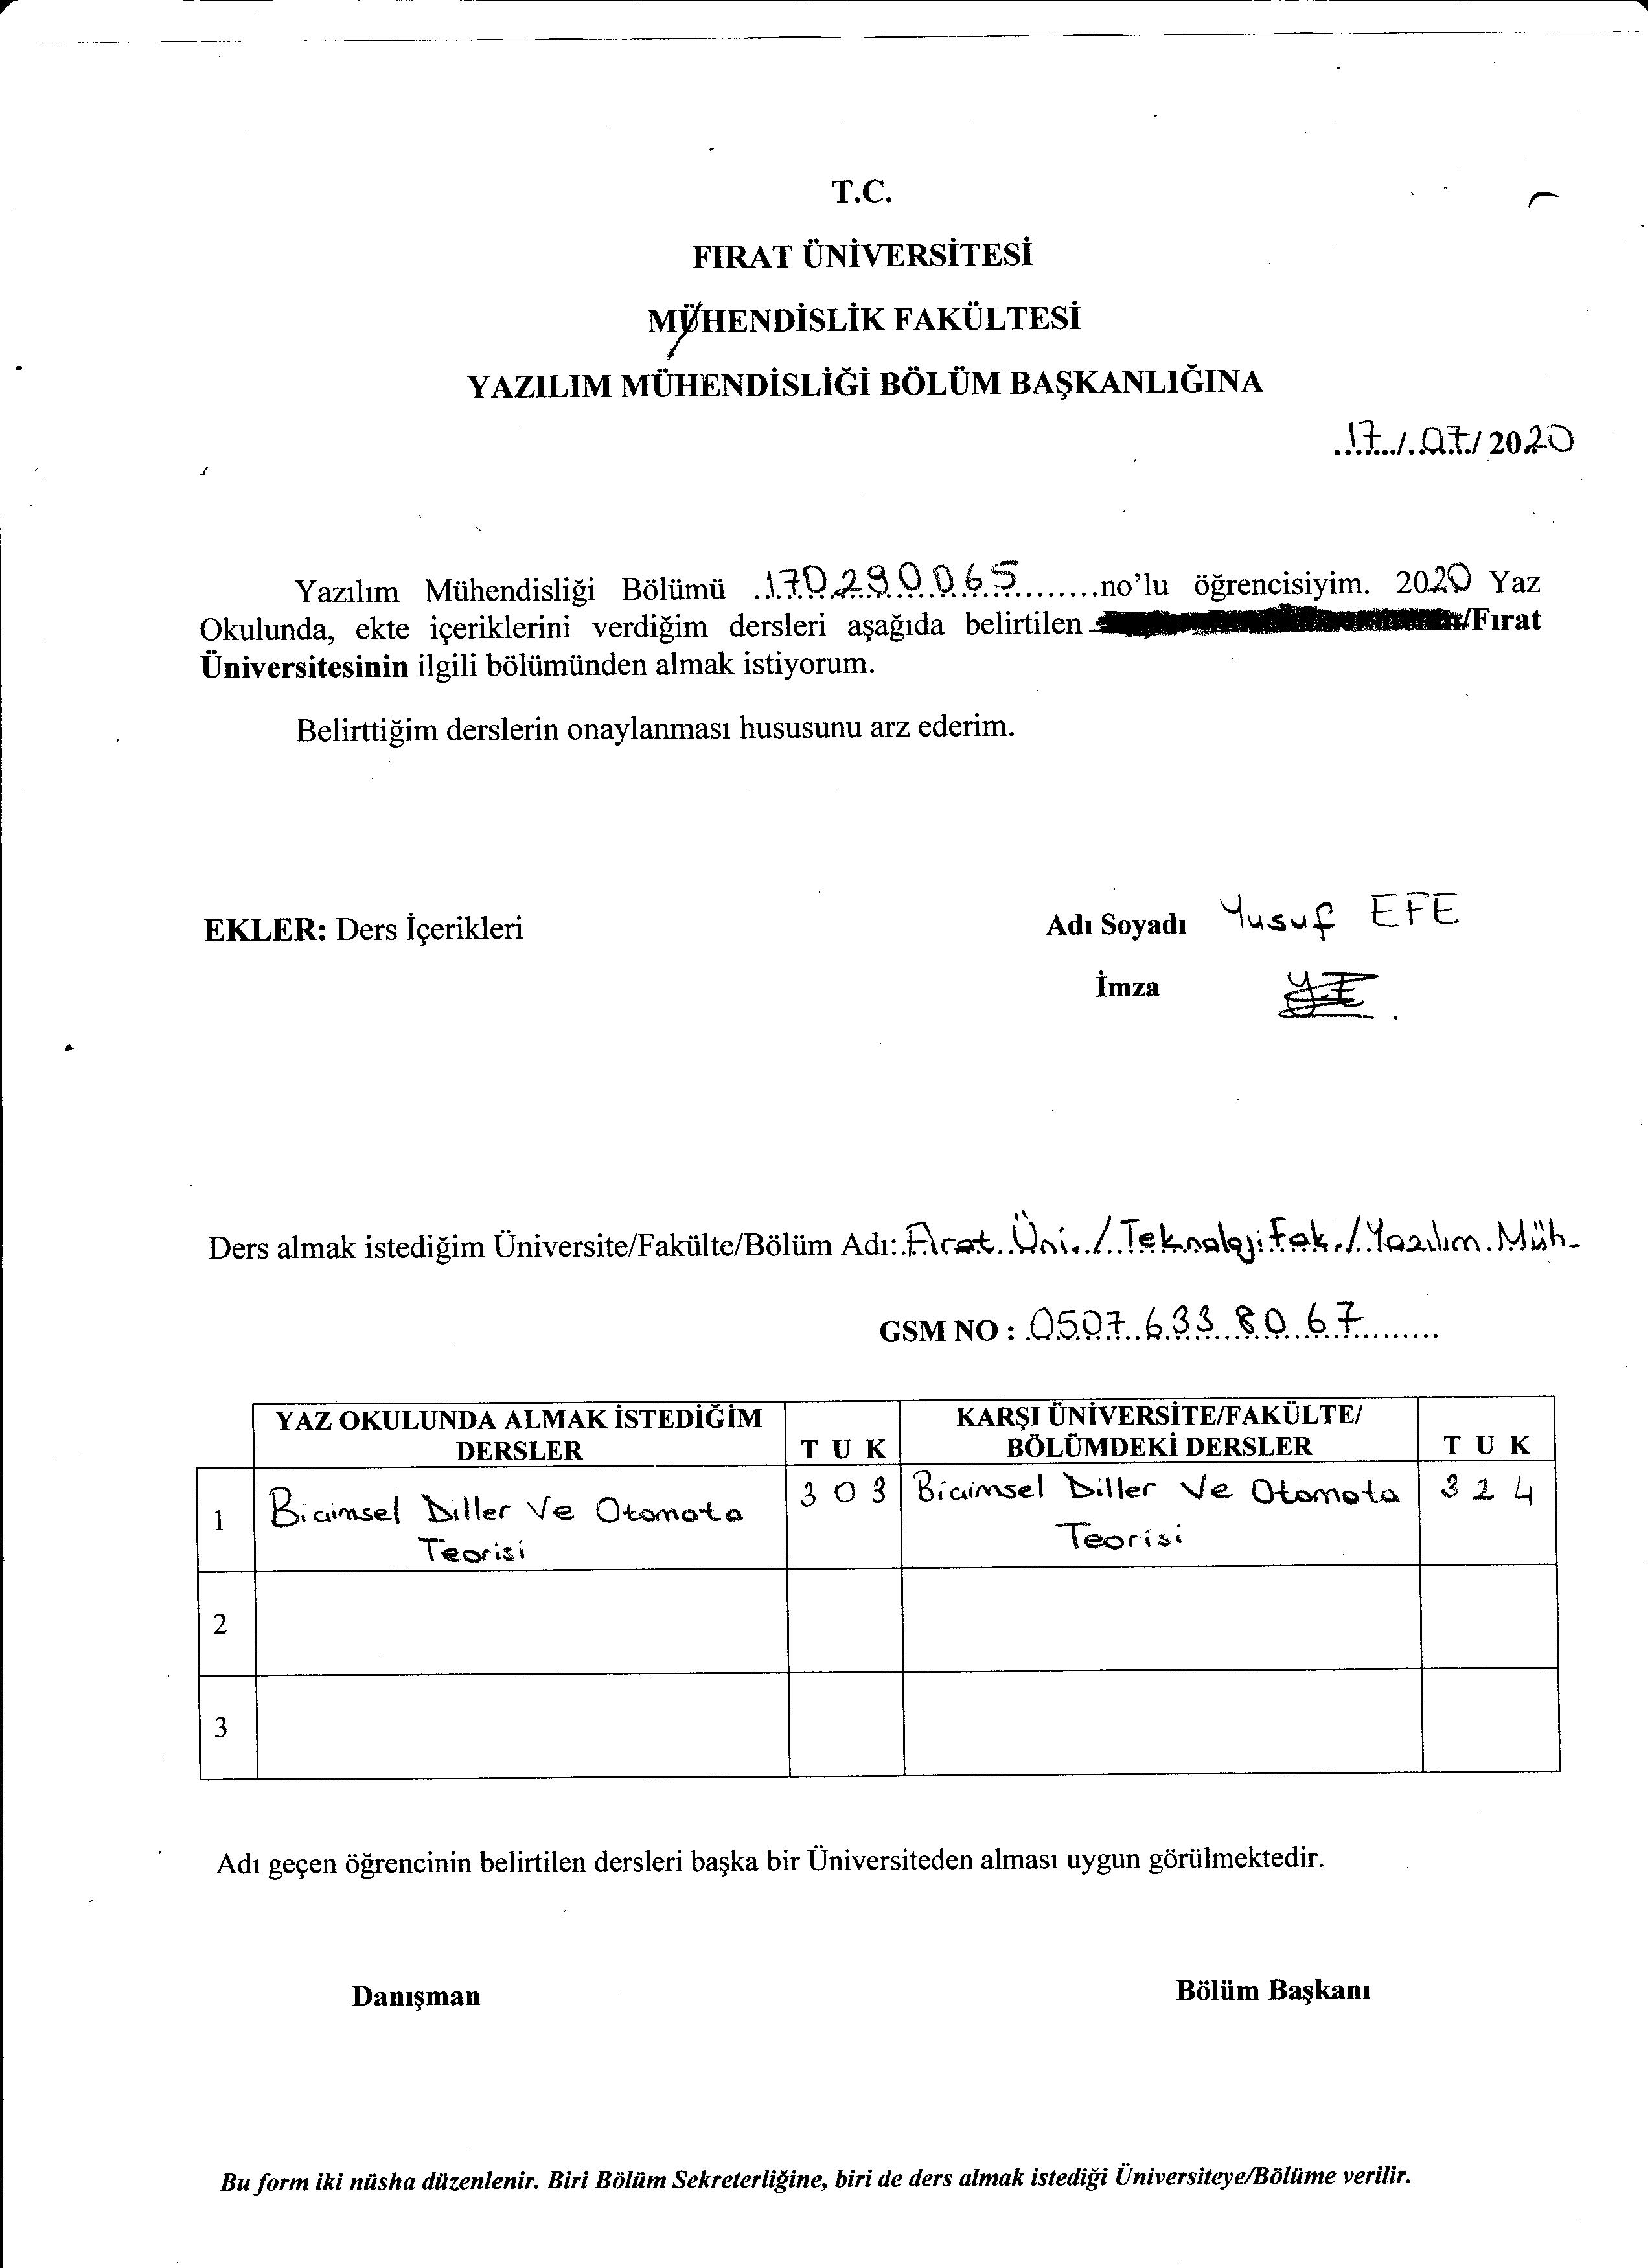 T.C.
FIRAT ÜNİVERSİTESİ
MÜHENDİSLİK FAKÜLTESİ
YAZILIM MÜHENDİSLİĞİ BÖLÜM BAŞKANLIĞINA
17/07/2020
Yazılım Mühendisliği Bölümü 170290065 no'lu öğrencisiyim. 2020 Yaz
Okulunda, ekte içeriklerini verdiğim dersleri aşağıda belirtilen /Fırat
Üniversitesinin ilgili bölümünden almak istiyorum.
Belirttiğim derslerin onaylanması hususunu arz ederim.
EKLER: Ders İçerikleri
Adı Soyadı Yusuf EFE
İmza
Ders almak istediğim Üniversite/Fakülte/Bölüm Adı: Fırat Üni. / Teknoloji Fak. / Yazılım Müh-
GSM NO : 0507 633 80 67
YAZ OKULUNDA ALMAK İSTEDİĞİM DERSLER T U K KARŞI ÜNİVERSİTE/FAKÜLTE/ BÖLÜMDEKİ DERSLER T U K
1 Bicimsel Diller Ve Otomota Teorisi 3 0 3 Bicimsel Diller Ve Otomota Teorisi 3 2 4
2
3
Adı geçen öğrencinin belirtilen dersleri başka bir Üniversiteden alması uygun görülmektedir.
Danışman Bölüm Başkanı
Bu form iki nüsha düzenlenir. Biri Bölüm Sekreterliğine, biri de ders almak istediği Üniversiteye/Bölüme verilir.